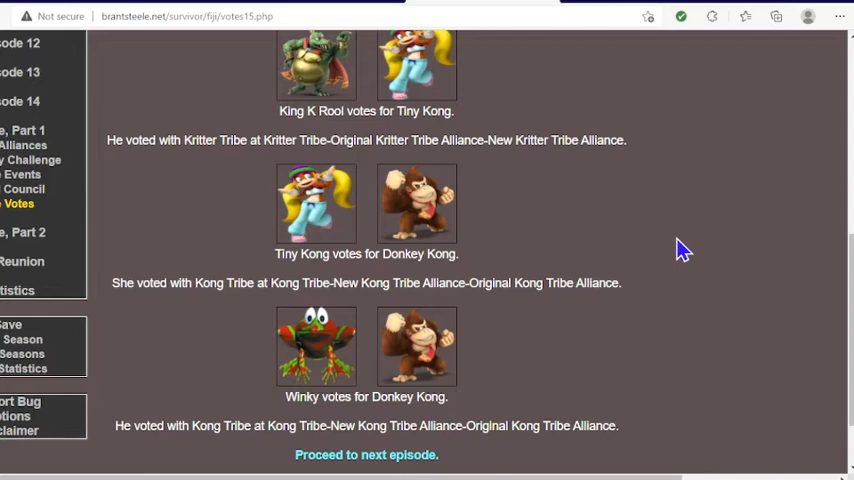 Not secure | brantsteele.net/survivor/fiji/votes15.php
sode 12
sode 13
sode 14
e, Part 1
Alliances
y Challenge
e Events
l Council
e Votes
e, Part 2
Reunion
tistics
Save
Season
Seasons
Statistics
ort Bug
ptions
claimer
King K Rool votes for Tiny Kong.
He voted with Kritter Tribe at Kritter Tribe-Original Kritter Tribe Alliance-New Kritter Tribe Alliance.
Tiny Kong votes for Donkey Kong.
She voted with Kong Tribe at Kong Tribe-New Kong Tribe Alliance-Original Kong Tribe Alliance.
Winky votes for Donkey Kong.
He voted with Kong Tribe at Kong Tribe-New Kong Tribe Alliance-Original Kong Tribe Alliance.
Proceed to next episode.